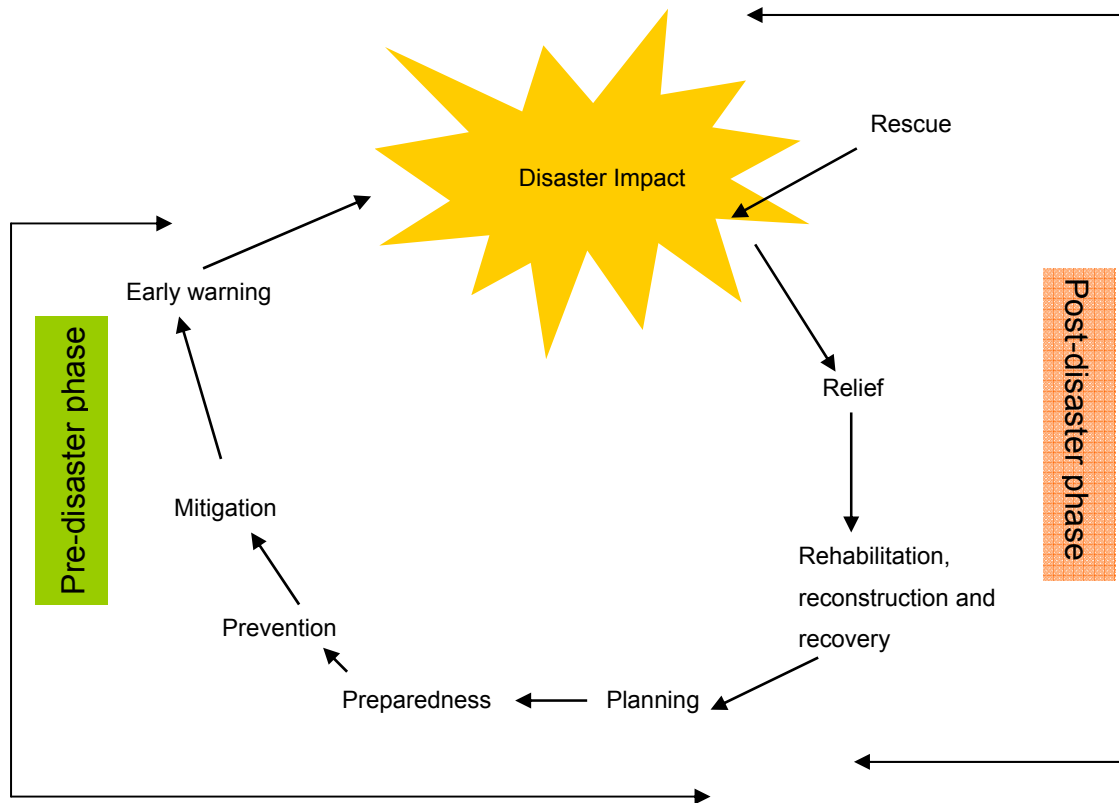 Disaster Impact
Rescue
Early warning
Relief
Pre-disaster phase
Post-disaster phase
Mitigation
Rehabilitation,
reconstruction and
recovery
Prevention
Preparedness
Planning